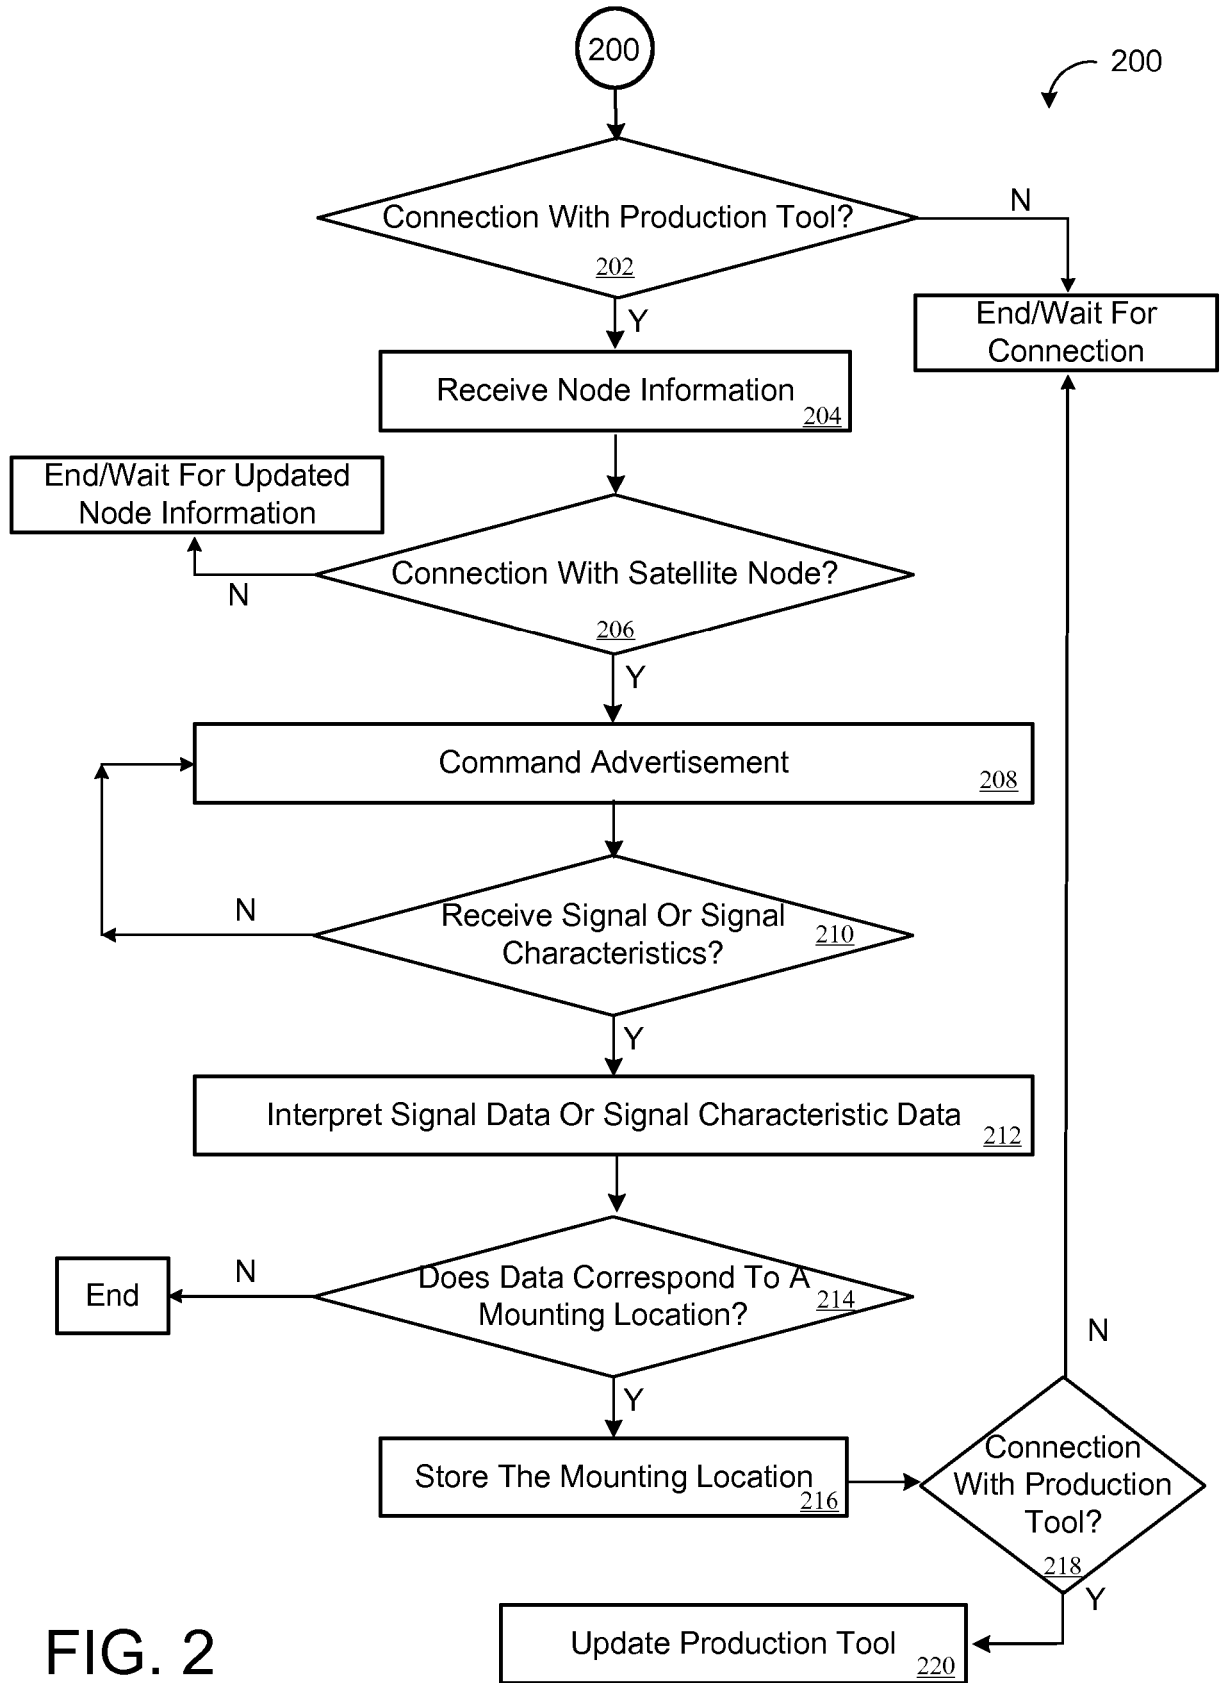 200
200
Connection With Production Tool?
202
N
Y
End/Wait For
Connection
Receive Node Information
204
End/Wait For Updated
Node Information
Connection With Satellite Node?
206
N
Y
Command Advertisement
208
N
Receive Signal Or Signal
Characteristics?
210
Y
Interpret Signal Data Or Signal Characteristic Data
212
End
N
Does Data Correspond To A
Mounting Location?
214
Y
N
Store The Mounting Location
216
Connection
With Production
Tool?
218
Y
Update Production Tool
220
FIG. 2